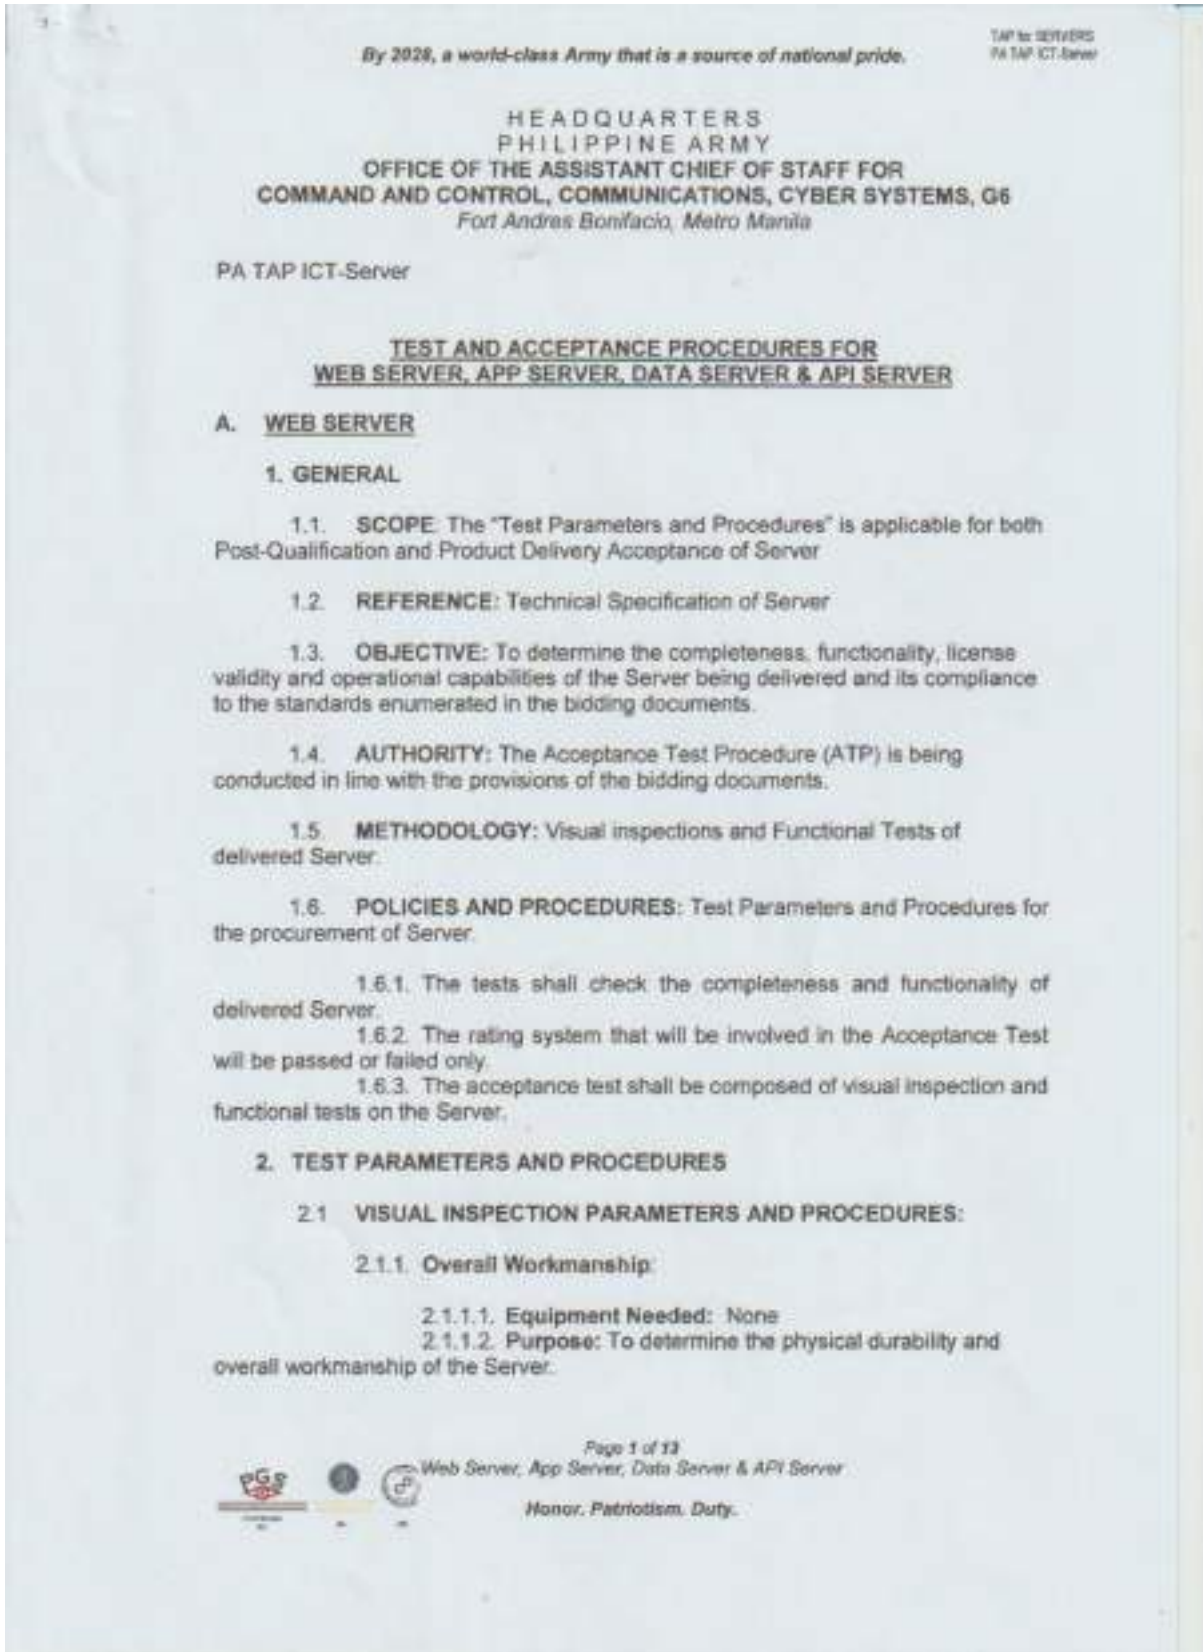 TAP for SERVERS
By 2028, a world-class Army that is a source of national pride.
PA TAP ICT-Server
HEADQUARTERS
PHILIPPINE ARMY
OFFICE OF THE ASSISTANT CHIEF OF STAFF FOR
COMMAND AND CONTROL, COMMUNICATIONS, CYBER SYSTEMS, G6
Fort Andres Bonifacio, Metro Manila
PA TAP ICT-Server
TEST AND ACCEPTANCE PROCEDURES FOR
WEB SERVER, APP SERVER, DATA SERVER & API SERVER
A. WEB SERVER
1. GENERAL
1.1. SCOPE: The "Test Parameters and Procedures" is applicable for both
Post-Qualification and Product Delivery Acceptance of Server
1.2. REFERENCE: Technical Specification of Server
1.3. OBJECTIVE: To determine the completeness, functionality, license
validity and operational capabilities of the Server being delivered and its compliance
to the standards enumerated in the bidding documents.
1.4. AUTHORITY: The Acceptance Test Procedure (ATP) is being
conducted in line with the provisions of the bidding documents.
1.5. METHODOLOGY: Visual inspections and Functional Tests of
delivered Server.
1.6. POLICIES AND PROCEDURES: Test Parameters and Procedures for
the procurement of Server.
1.6.1. The tests shall check the completeness and functionality of
delivered Server.
1.6.2. The rating system that will be involved in the Acceptance Test
will be passed or failed only.
1.6.3. The acceptance test shall be composed of visual inspection and
functional tests on the Server.
2. TEST PARAMETERS AND PROCEDURES
2.1 VISUAL INSPECTION PARAMETERS AND PROCEDURES:
2.1.1. Overall Workmanship:
2.1.1.1. Equipment Needed: None
2.1.1.2. Purpose: To determine the physical durability and
overall workmanship of the Server.
Page 1 of 13
Web Server, App Server, Data Server & API Server
PGS
Honor. Patriotism. Duty.